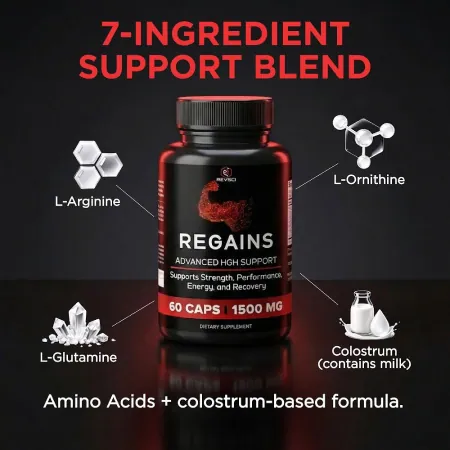 7-INGREDIENT
SUPPORT BLEND
L-Arginine
L-Ornithine
REVSCI
REGAINS
ADVANCED HGH SUPPORT
Supports Strength, Performance,
Energy, and Recovery
60 CAPS | 1500 MG
DIETARY SUPPLEMENT
L-Glutamine
Colostrum
(contains milk)
Amino Acids + colostrum-based formula.